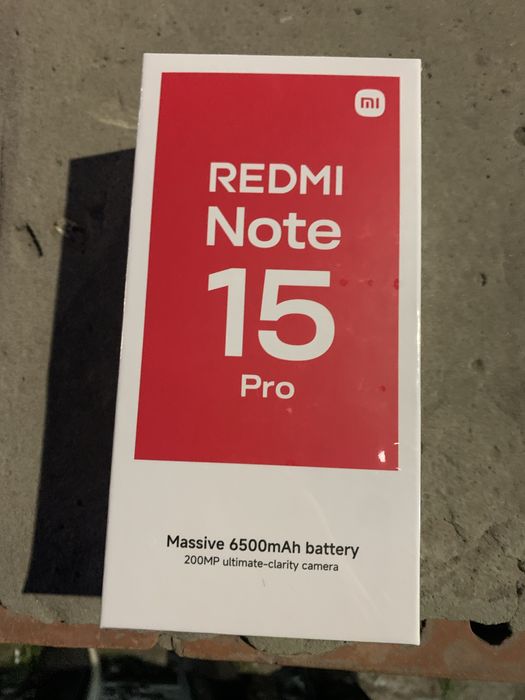 mi
REDMI
Note
15
Pro
Massive 6500mAh battery
200MP ultimate-clarity camera